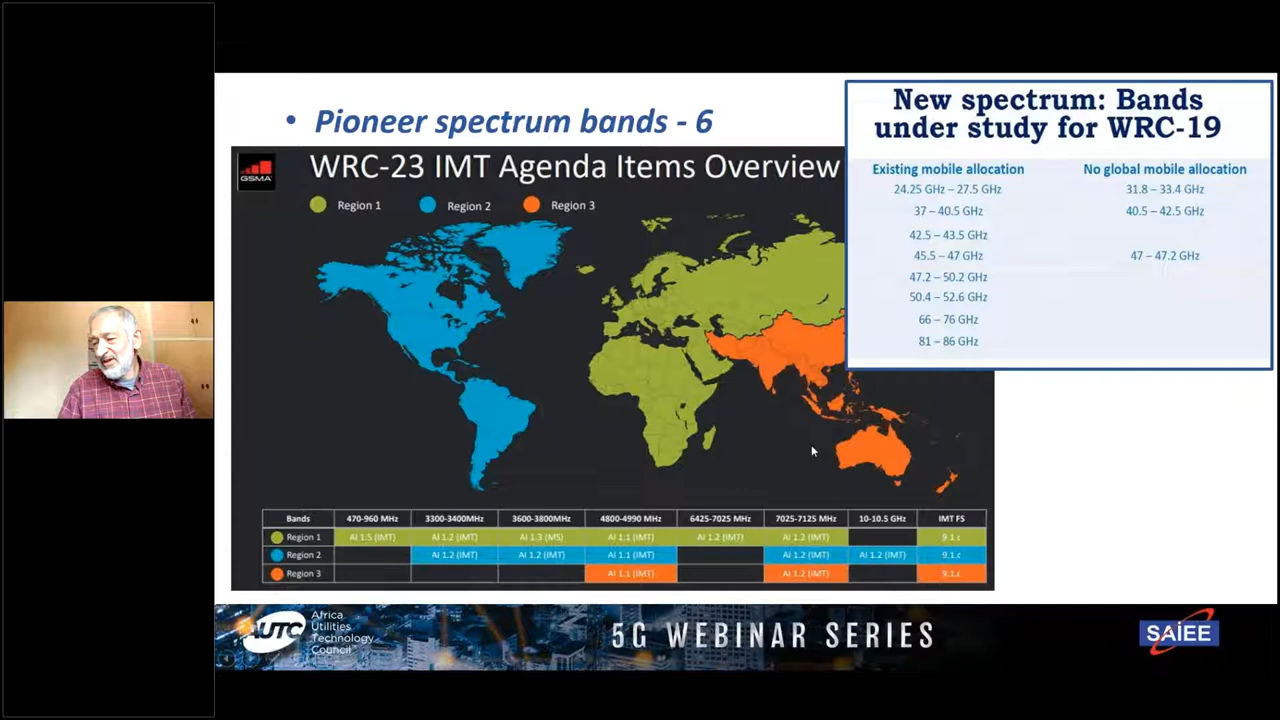 • Pioneer spectrum bands - 6
GSMA
WRC-23 IMT Agenda Items Overview
Region 1
Region 2
Region 3
New spectrum: Bands
under study for WRC-19
Existing mobile allocation No global mobile allocation
24.25 GHz – 27.5 GHz 31.8 – 33.4 GHz
37 – 40.5 GHz 40.5 – 42.5 GHz
42.5 – 43.5 GHz
45.5 – 47 GHz 47 – 47.2 GHz
47.2 – 50.2 GHz
50.4 – 52.6 GHz
66 – 76 GHz
81 – 86 GHz
Bands 470-960 MHz 3300-3400MHz 3600-3800MHz 4800-4990 MHz 6425-7025 MHz 7025-7125 MHz 10-10.5 GHz IMT FS
Region 1 AI 1.5 (IMT) AI 1.2 (IMT) AI 1.3 (MS) AI 1.1 (IMT) AI 1.2 (IMT) AI 1.2 (IMT) 9.1.c
Region 2 AI 1.2 (IMT) AI 1.2 (IMT) AI 1.1 (IMT) AI 1.2 (IMT) AI 1.2 (IMT) 9.1.c
Region 3 AI 1.1 (IMT) AI 1.2 (IMT) 9.1.c
AUTC
Africa
Utilities
Technology
Council
5G WEBINAR SERIES
SAIEE